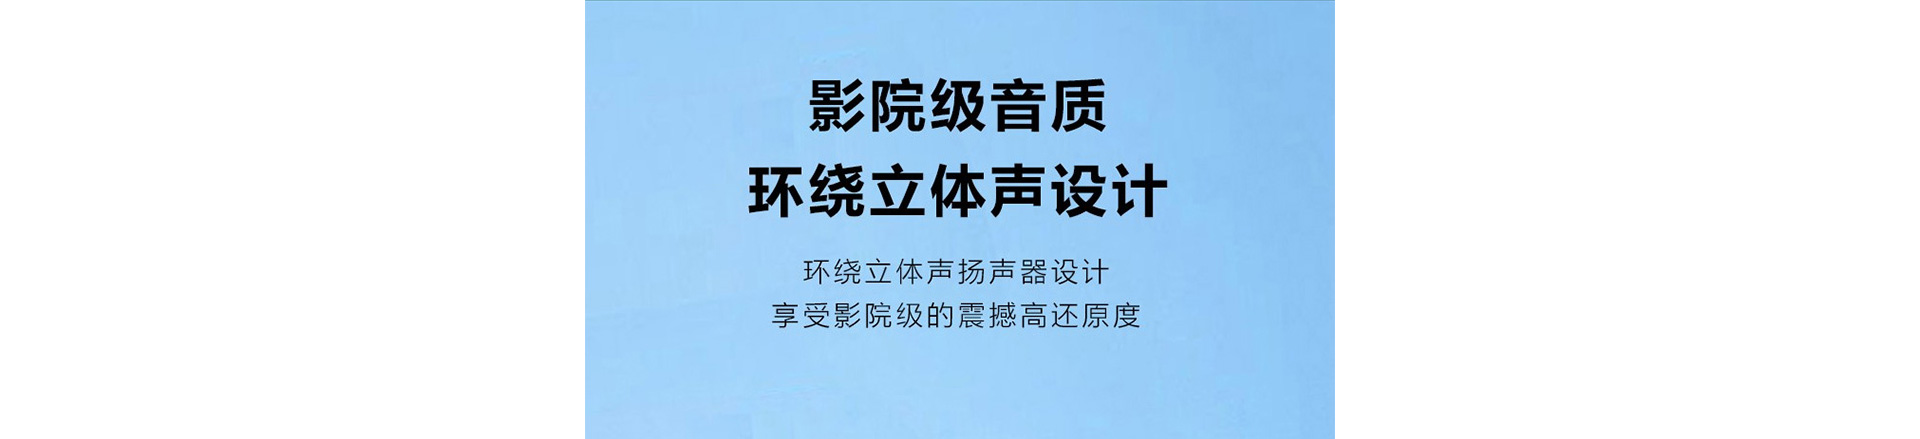 影院级音质
环绕立体声设计
环绕立体声扬声器设计
享受影院级的震撼高还原度